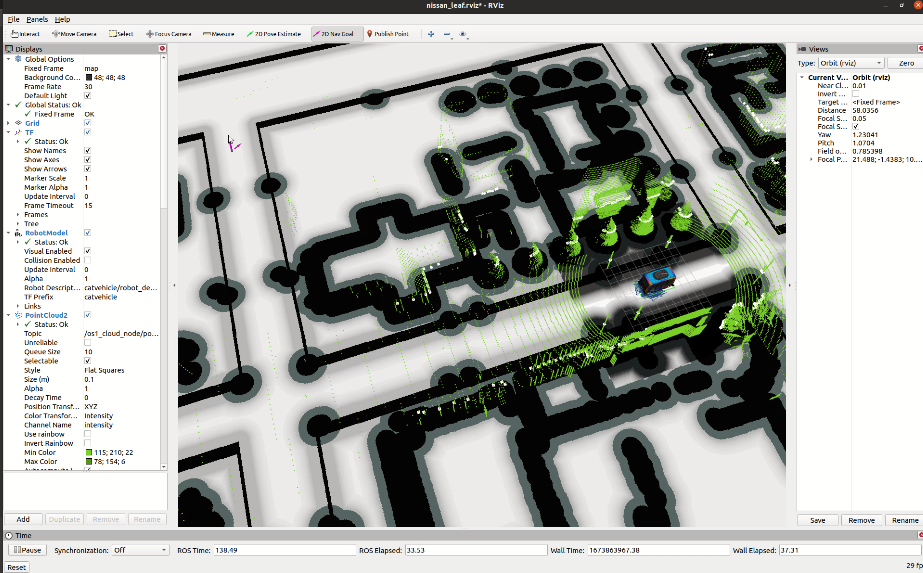 nissan_leaf.rviz* - RViz
File Panels Help
Interact Move Camera Select Focus Camera Measure 2D Pose Estimate 2D Nav Goal Publish Point
Displays
Global Options
Fixed Frame map
Background Co... 48; 48; 48
Frame Rate 30
Default Light
Global Status: Ok
Fixed Frame OK
Grid
TF
Status: Ok
Show Names
Show Axes
Show Arrows
Marker Scale 1
Marker Alpha 1
Update Interval 0
Frame Timeout 15
Frames
Tree
RobotModel
Status: Ok
Visual Enabled
Collision Enabled
Update Interval 0
Alpha 1
Robot Descript... catvehicle/robot_de...
TF Prefix catvehicle
Links
PointCloud2
Status: Ok
Topic /os1_cloud_node/po...
Unreliable
Queue Size 10
Selectable
Style Flat Squares
Size (m) 0.1
Alpha 1
Decay Time 0
Position Transf... XYZ
Color Transfor... Intensity
Channel Name intensity
Use rainbow
Invert Rainbow
Min Color 115; 210; 22
Max Color 78; 154; 6
Add Duplicate Remove Rename
Views
Type: Orbit (rviz) Zero
Current V... Orbit (rviz)
Near Cl... 0.01
Invert ...
Target ... <Fixed Frame>
Distance 58.0356
Focal S... 0.05
Focal S...
Yaw 1.23041
Pitch 1.0704
Field o... 0.785398
Focal P... 21.488; -1.4383; 10....
Save Remove Rename
Time
Pause Synchronization: Off ROS Time: 138.49 ROS Elapsed: 33.53 Wall Time: 1673863967.38 Wall Elapsed: 37.31
Reset 29 fp